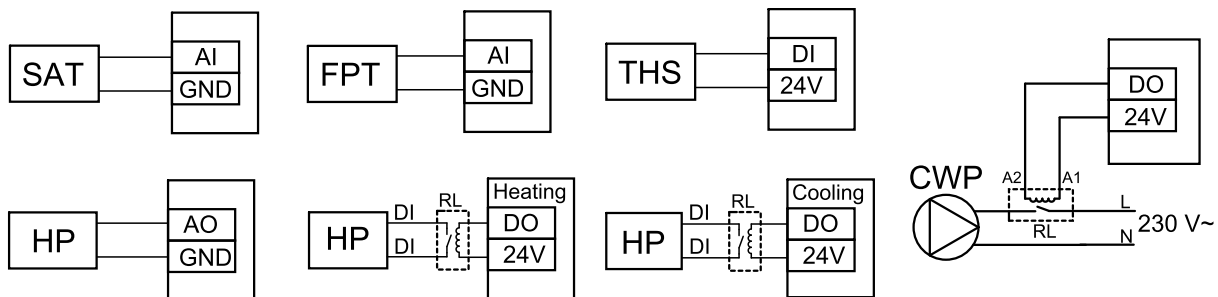 SAT
AI
GND
FPT
AI
GND
THS
DI
24V
DO
24V
CWP
A2
A1
L
RL
N
230 V~
HP
AO
GND
HP
DI
DI
RL
Heating
DO
24V
HP
DI
DI
RL
Cooling
DO
24V